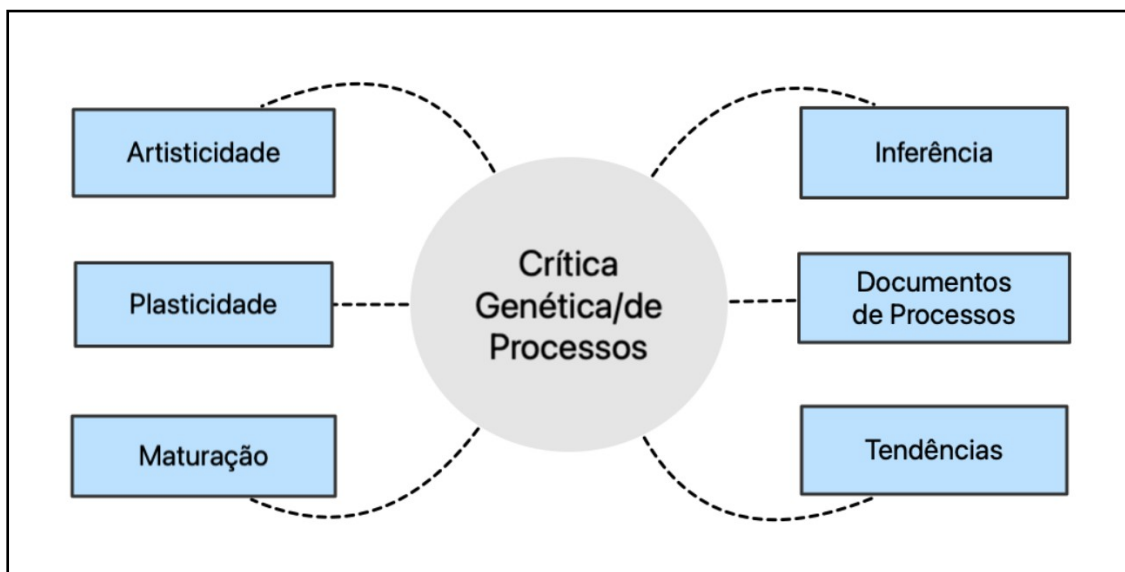 Artisticidade
Plasticidade
Maturação
Crítica
Genética/de
Processos
Inferência
Documentos
de Processos
Tendências